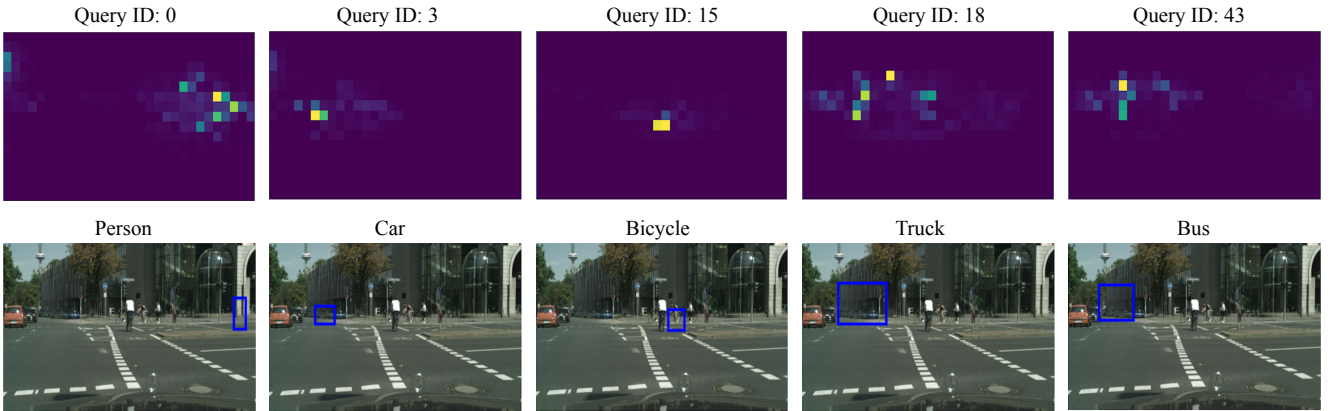 Query ID: 0
Query ID: 3
Query ID: 15
Query ID: 18
Query ID: 43
Person
Car
Bicycle
Truck
Bus